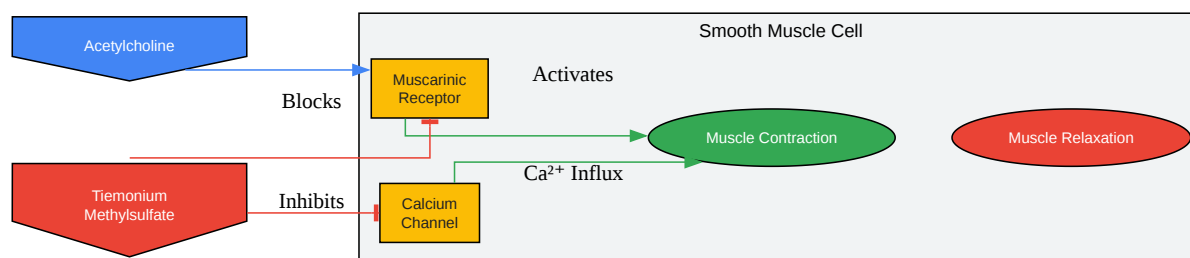 Smooth Muscle Cell
Acetylcholine
Muscarinic
Receptor
Activates
Blocks
Muscle Contraction
Muscle Relaxation
Ca²⁺ Influx
Tiemonium
Methylsulfate
Inhibits
Calcium
Channel